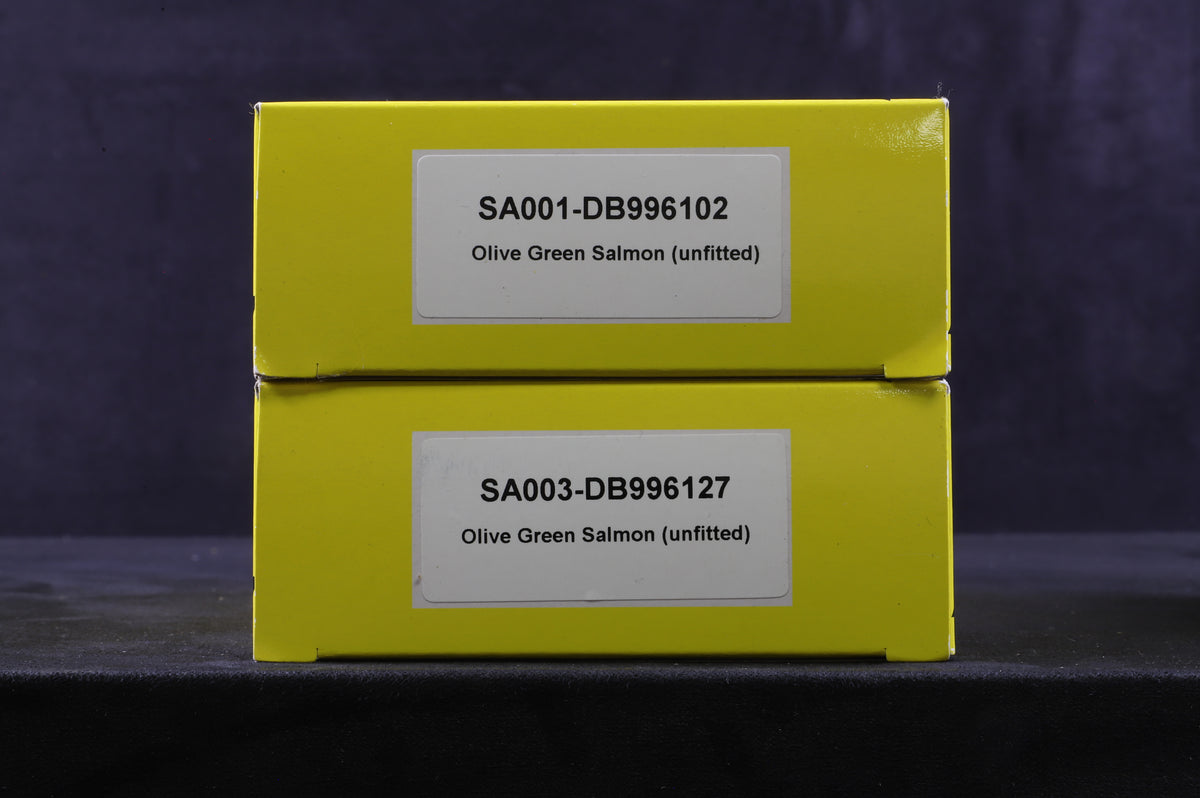 SA001-DB996102
Olive Green Salmon (unfitted)
SA003-DB996127
Olive Green Salmon (unfitted)